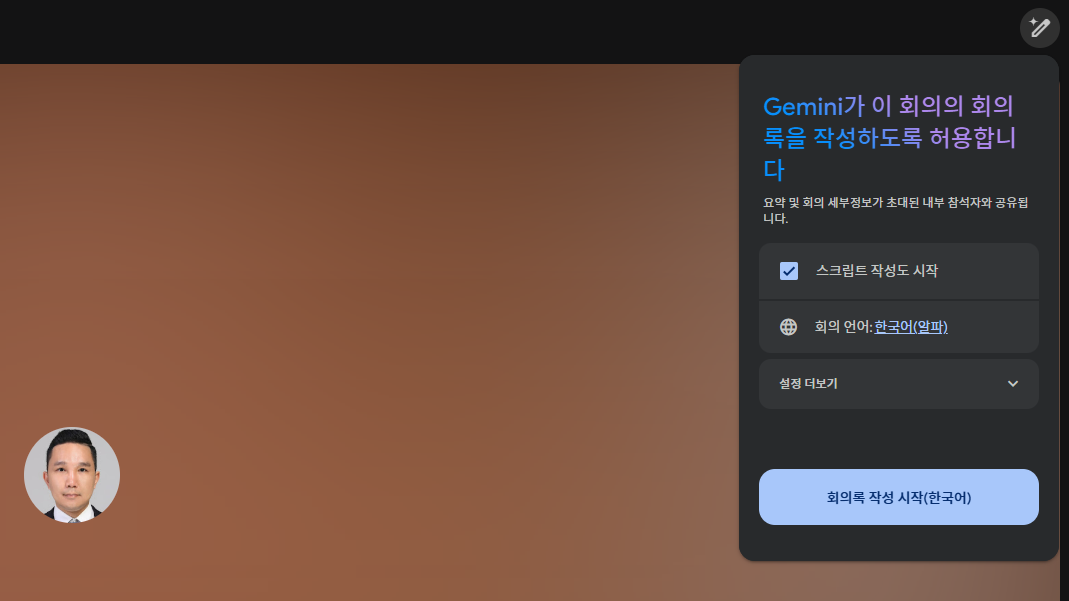 Gemini가 이 회의의 회의
록을 작성하도록 허용합니
다
요약 및 회의 세부정보가 초대된 내부 참석자와 공유됩
니다.
스크립트 작성도 시작
회의 언어: 한국어(알파)
설정 더보기
회의록 작성 시작(한국어)